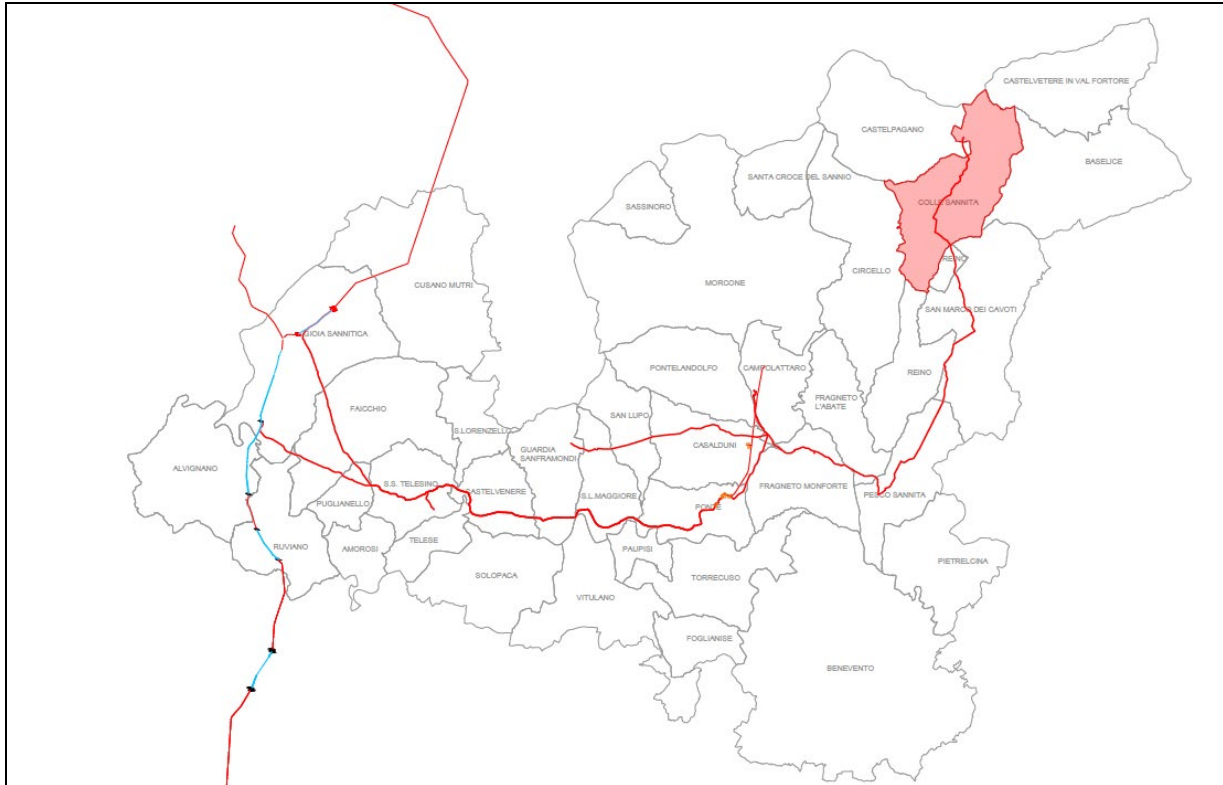 CASTELVETERE IN VAL FORTORE
CASTELPAGANO
BASELICE
SANTA CROCE DEL SANNIO
SASSINORO
COLLE SANNITA
REINO
CIRCELLO
CUSANO MUTRI
MORCONE
SAN MARCO DEI CAVOTI
GIOIA SANNITICA
PONTELANDOLFO
CAMPOLATTARO
REINO
FRAGNETO
L'ABATE
FAICCHIO
SAN LUPO
S.LORENZELLO
CASALDUNI
GUARDIA
SANFRAMONDI
ALVIGNANO
S.S. TELESINO
CASTELVENERE
S.L.MAGGIORE
FRAGNETO MONFORTE
PESCO SANNITA
PUGLIANELLO
PONTE
RUVIANO
AMOROSI
TELESE
PAUPISI
SOLOPACA
TORRECUSO
PIETRELCINA
VITULANO
FOGLIANISE
BENEVENTO